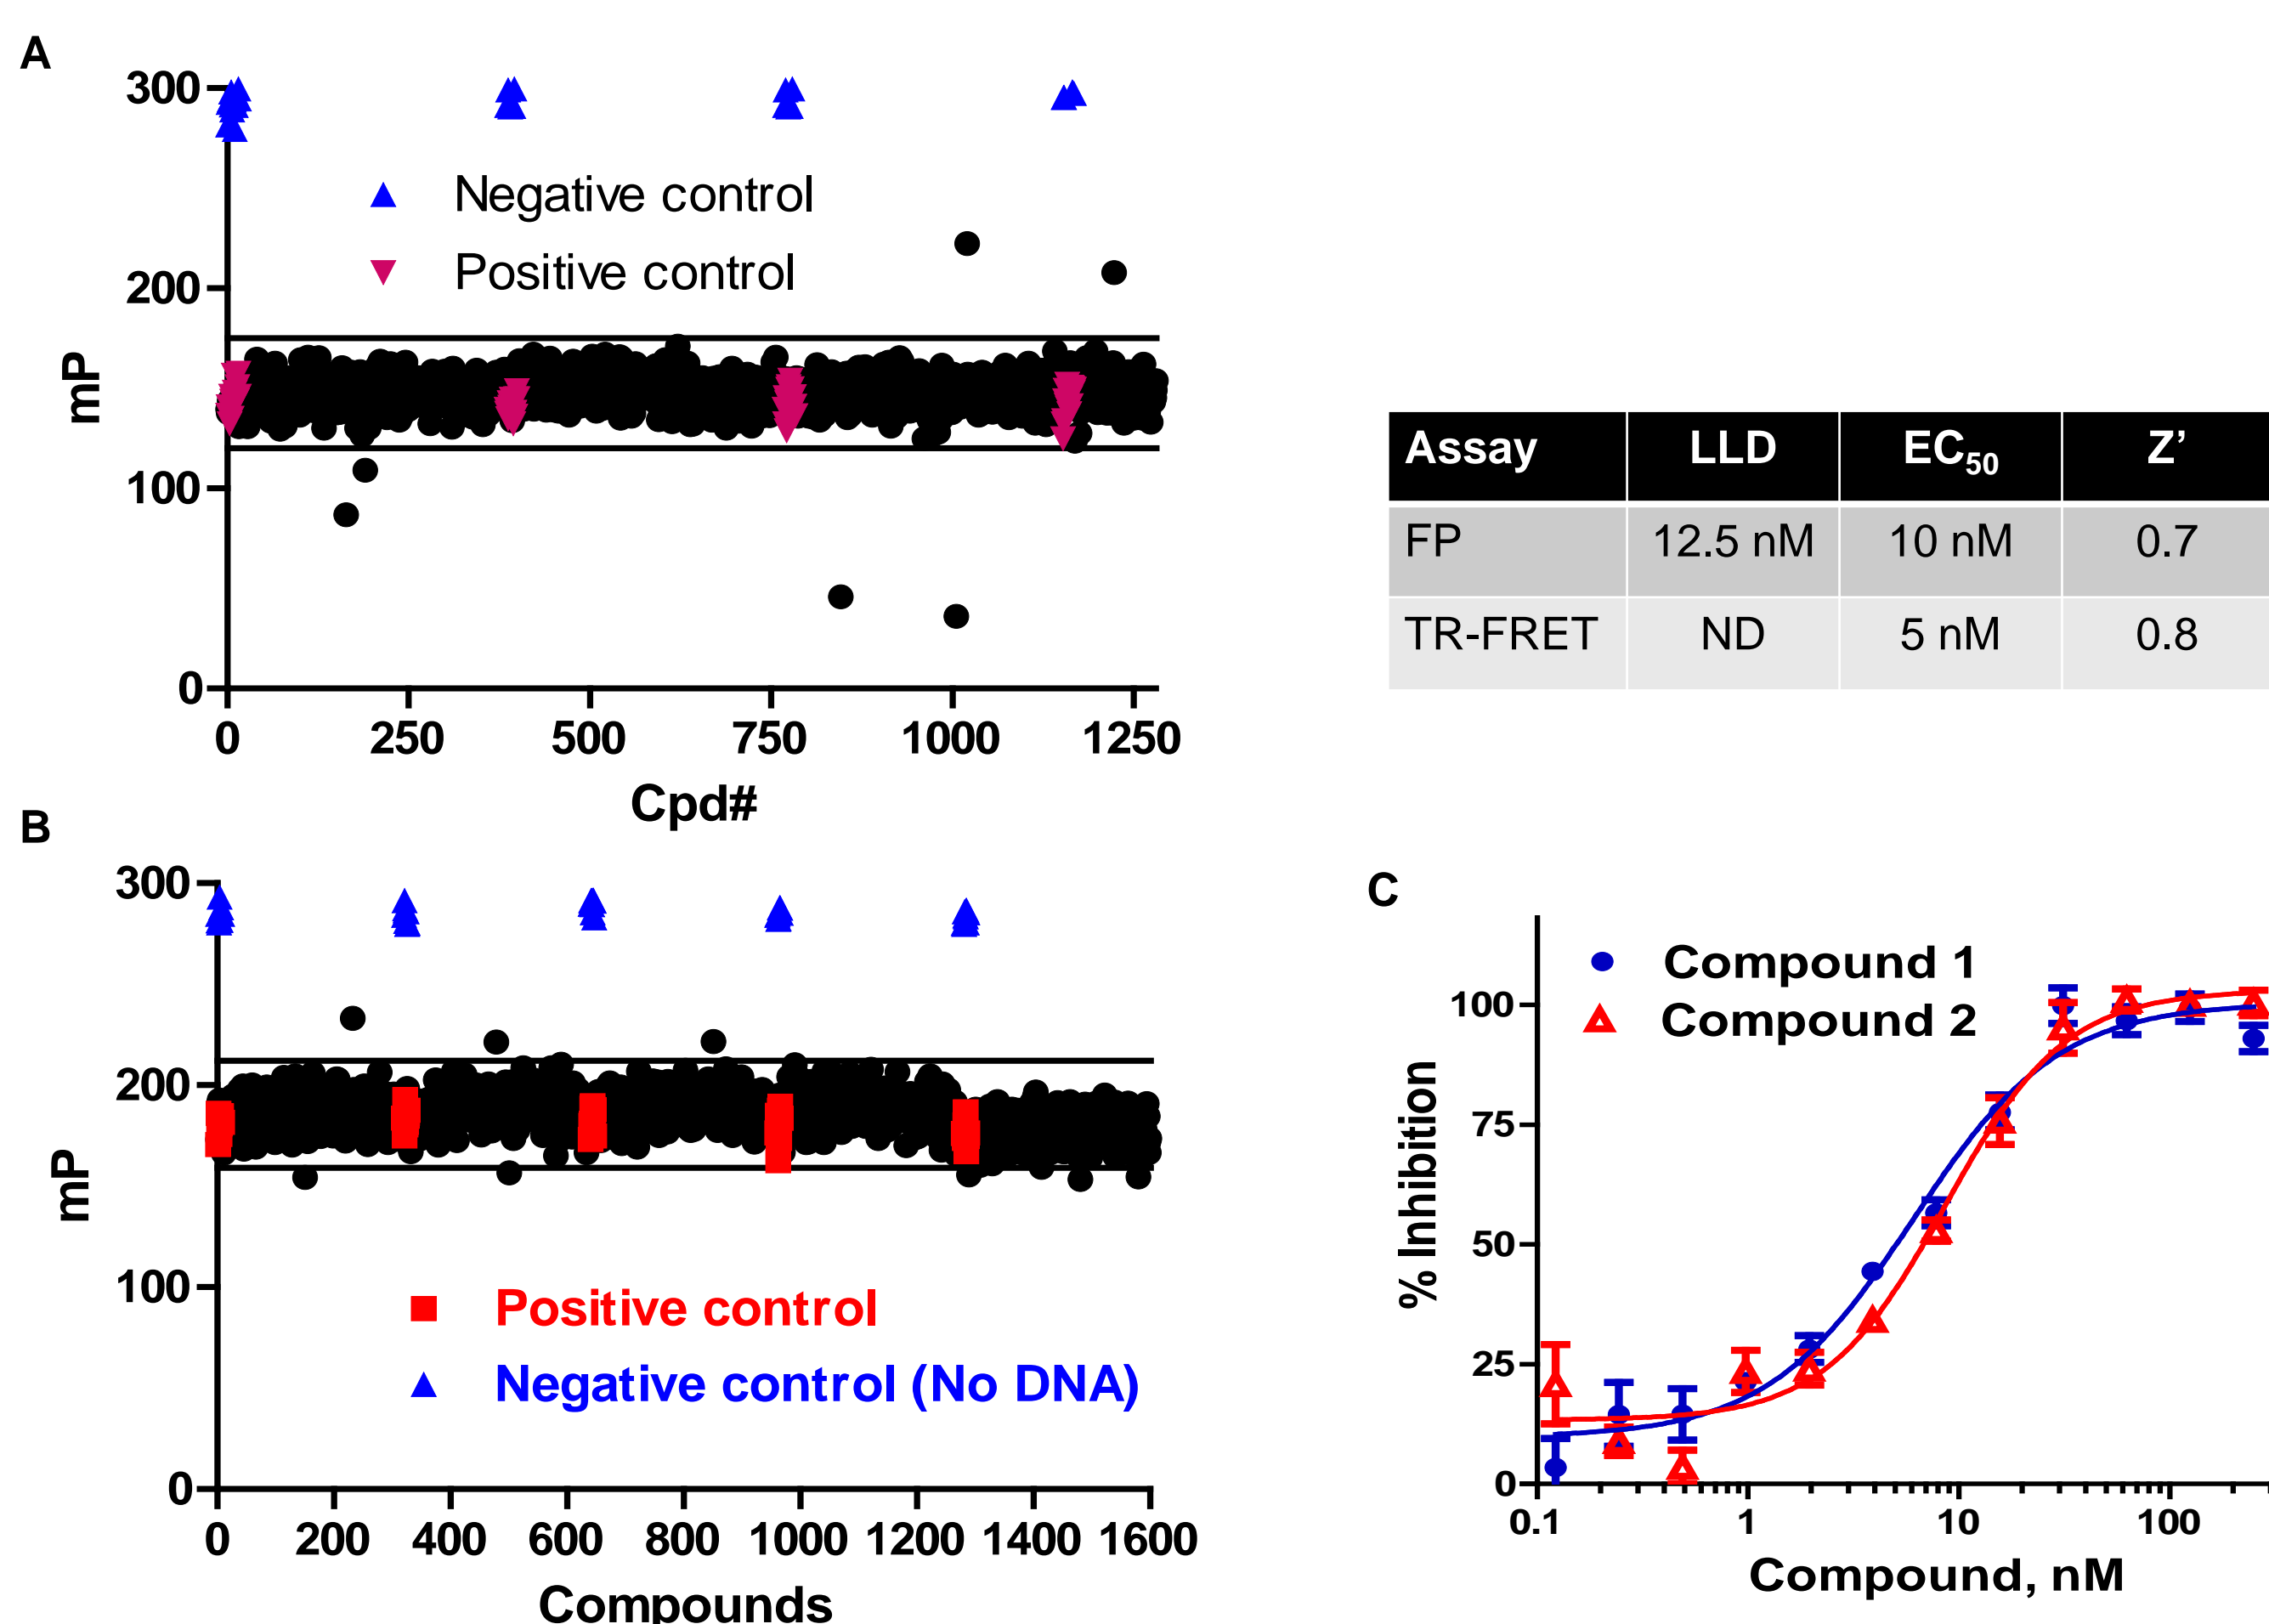 A
300
200
100
0
mP
Negative control
Positive control
0 250 500 750 1000 1250
Cpd#
Assay LLD EC50 Z’
FP 12.5 nM 10 nM 0.7
TR-FRET ND 5 nM 0.8
B
300
200
100
0
mP
Positive control
Negative control (No DNA)
0 200 400 600 800 1000 1200 1400 1600
Compounds
C
Compound 1
Compound 2
100
75
50
25
0
% Inhibition
0.1 1 10 100
Compound, nM